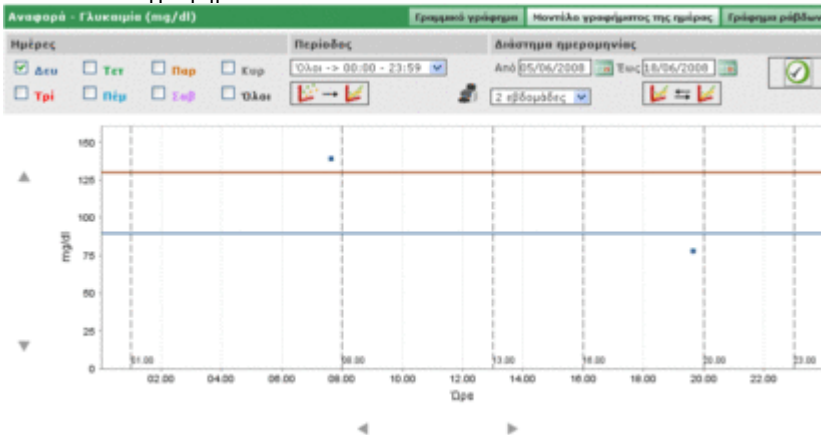 Αναφορά - Γλυκαιμία (mg/dl) Γραμμικό γράφημα Μοντέλο γραφήματος της ημέρας Γράφημα ράβδων
Ημέρες Περίοδος Διάστημα ημερομηνίας
Δευ Τετ Παρ Κυρ Όλοι -> 00:00 - 23:59 Από 05/06/2008 Έως 18/06/2008
Τρί Πέμ Σαβ Όλοι 2 εβδομάδες
150
125
100
75
50
25
0
mg/dl
01.00 08.00 13.00 16.00 20.00 23.00
02.00 04.00 06.00 08.00 10.00 12.00 14.00 16.00 18.00 20.00 22.00
Ώρα